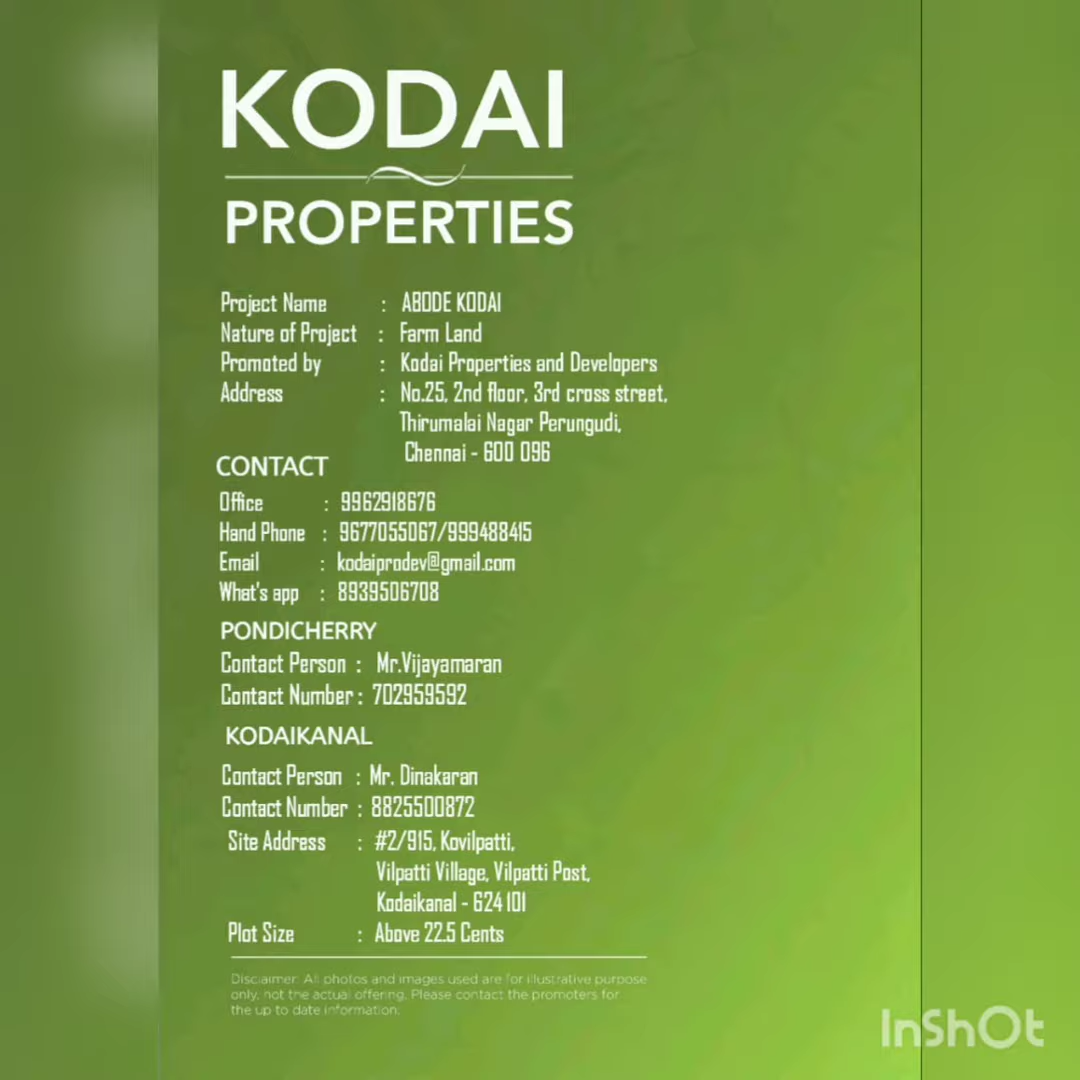 KODAI
PROPERTIES
Project Name : ABODE KODAI
Nature of Project : Farm Land
Promoted by : Kodai Properties and Developers
Address : No.25, 2nd floor, 3rd cross street,
Thirumalai Nagar Perungudi,
Chennai - 600 096
CONTACT
Office : 9962918676
Hand Phone : 9677055067/999488415
Email : kodaiprodev@gmail.com
What's app : 8939506708
PONDICHERRY
Contact Person : Mr.Vijayamaran
Contact Number : 702959592
KODAIKANAL
Contact Person : Mr. Dinakaran
Contact Number : 8825500872
Site Address : #2/915, Kovilpatti,
Vilpatti Village, Vilpatti Post,
Kodaikanal - 624 101
Plot Size : Above 22.5 Cents
Disclaimer: All photos and images used are for illustrative purpose
only, not the actual offering. Please contact the promoters for
the up to date information.
InShOt